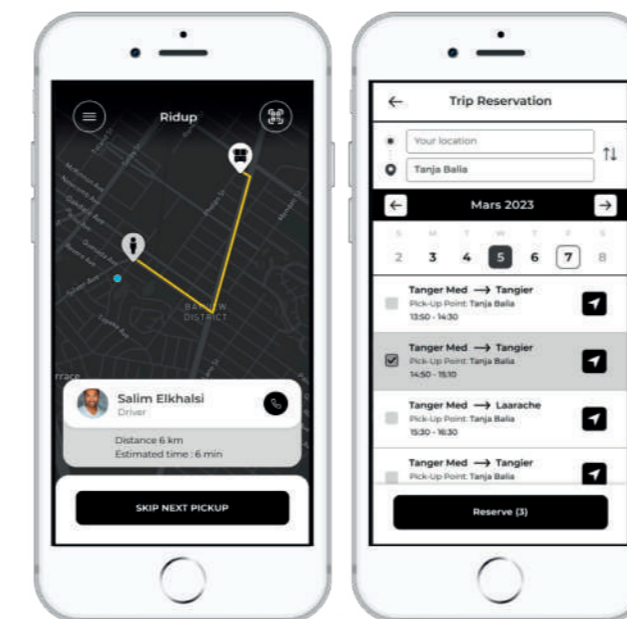 Ridup
BAYVIEW
DISTRICT
Salim Elkhalsi
Driver
Distance 6 km
Estimated time : 6 min
SKIP NEXT PICKUP
Trip Reservation
Your location
Tanja Balia
Mars 2023
S M T W T F S
2 3 4 5 6 7 8
Tanger Med → Tangier
Pick-Up Point: Tanja Balia
13:50 - 14:30
Tanger Med → Tangier
Pick-Up Point: Tanja Balia
14:50 - 15:10
Tanger Med → Laarache
Pick-Up Point: Tanja Balia
15:30 - 16:30
Tanger Med → Tangier
Pick-Up Point: Tanja Balia
Reserve (3)